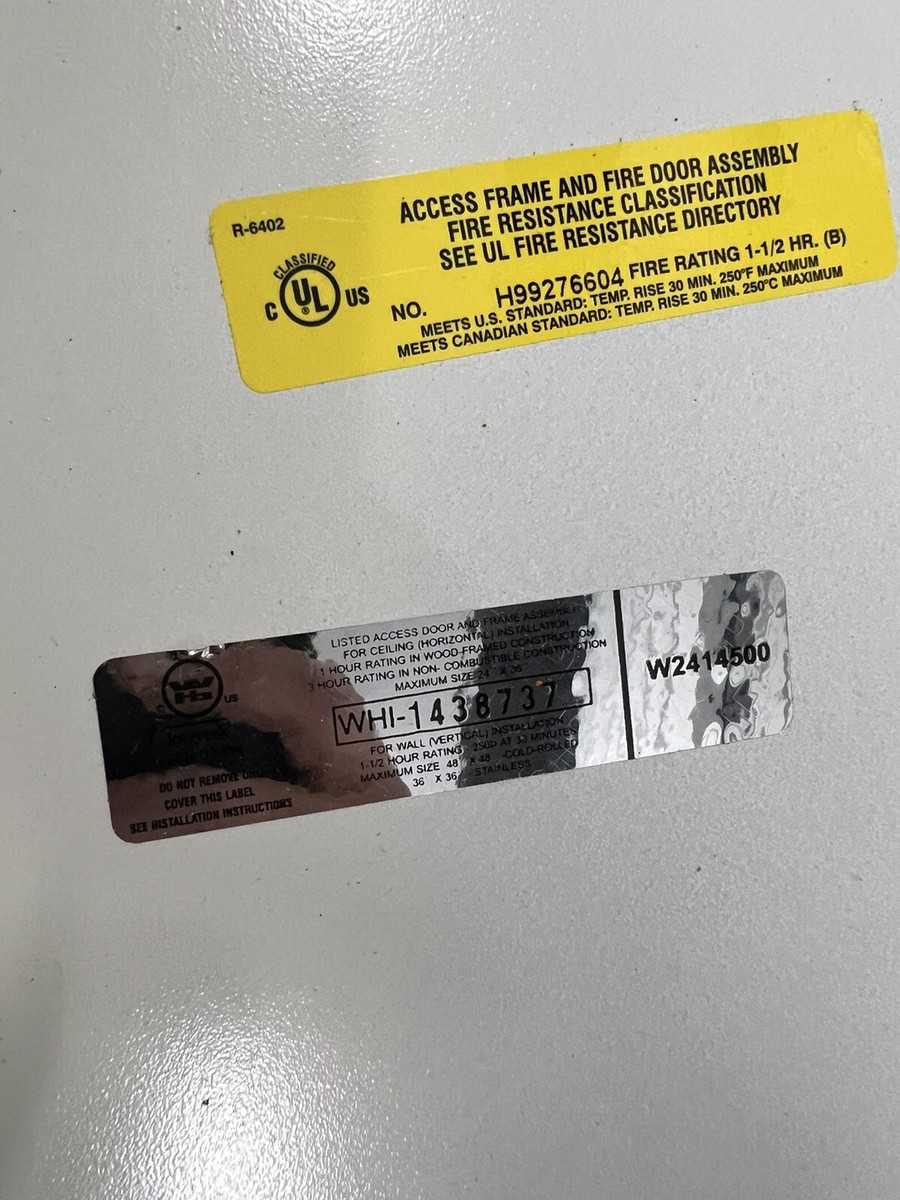 R-6402
ACCESS FRAME AND FIRE DOOR ASSEMBLY
FIRE RESISTANCE CLASSIFICATION
SEE UL FIRE RESISTANCE DIRECTORY
CLASSIFIED
C UL ® US
NO. H99276604 FIRE RATING 1-1/2 HR. (B)
MEETS U.S. STANDARD: TEMP. RISE 30 MIN. 250°F MAXIMUM
MEETS CANADIAN STANDARD: TEMP. RISE 30 MIN. 250°C MAXIMUM
LISTED ACCESS DOOR AND FRAME ASSEMBLY
FOR CEILING (HORIZONTAL) INSTALLATION
1 HOUR RATING IN WOOD-FRAMED CONSTRUCTION
3 HOUR RATING IN NON- COMBUSTIBLE CONSTRUCTION
MAXIMUM SIZE 24 X 36
WHI-1438737
FOR WALL (VERTICAL) INSTALLATION
1-1/2 HOUR RATING - 250D AT 30 MINUTES
MAXIMUM SIZE 48 X 48 COLD-ROLLED
36 X 36 STAINLESS
C WH US
Intertek
DO NOT REMOVE OR
COVER THIS LABEL
SEE INSTALLATION INSTRUCTIONS
W2414500